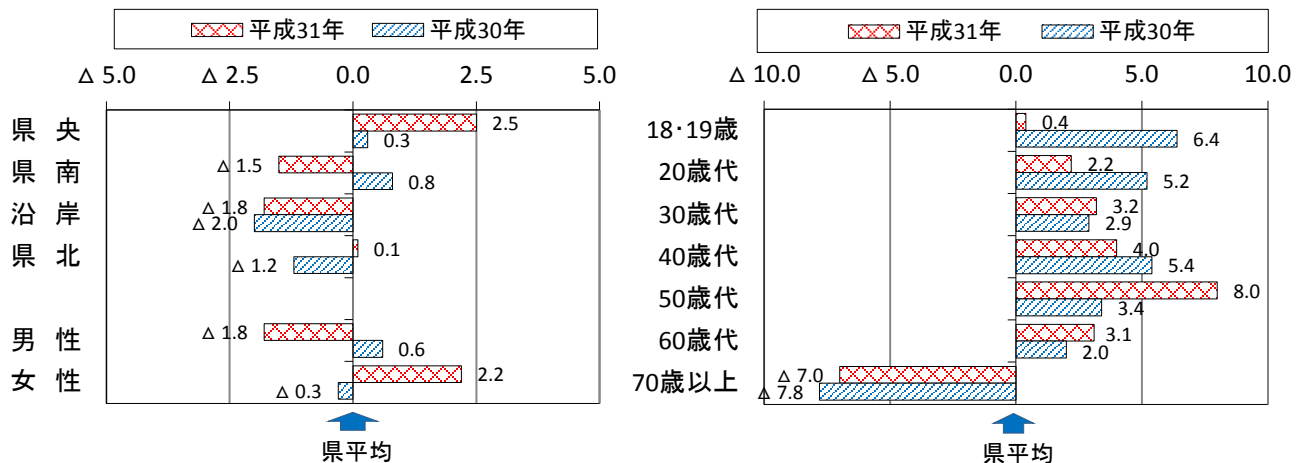 平成31年 平成30年
△ 5.0 △ 2.5 0.0 2.5 5.0
県 央 2.5
0.3
県 南 △ 1.5
0.8
沿 岸 △ 1.8
△ 2.0
県 北 0.1
△ 1.2
男 性 △ 1.8
0.6
女 性 2.2
△ 0.3
県平均
平成31年 平成30年
△ 10.0 △ 5.0 0.0 5.0 10.0
18･19歳 0.4
6.4
20歳代 2.2
5.2
30歳代 3.2
2.9
40歳代 4.0
5.4
50歳代 8.0
3.4
60歳代 3.1
2.0
70歳以上 △ 7.0
△ 7.8
県平均